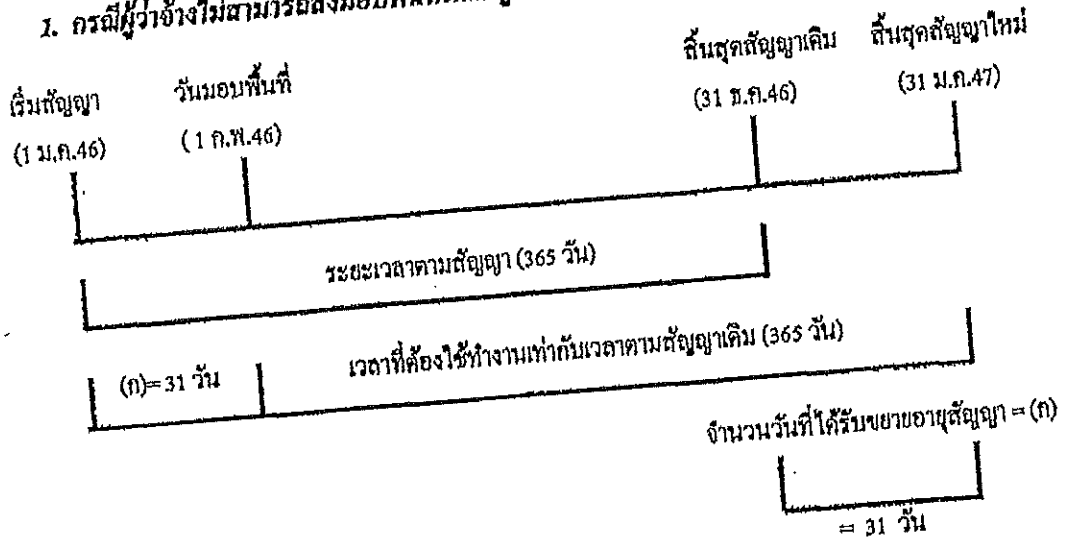 1. กรณีผู้ว่าจ้างไม่สามารถส่งมอบพื้นที่
เริ่มสัญญา วันมอบพื้นที่ สิ้นสุดสัญญาเดิม สิ้นสุดสัญญาใหม่
(1 ม.ค.46) (1 ก.พ.46) (31 ธ.ค.46) (31 ม.ค.47)
ระยะเวลาตามสัญญา (365 วัน)
(ก)= 31 วัน เวลาที่ต้องใช้ทำงานเท่ากับเวลาตามสัญญาเดิม (365 วัน)
จำนวนวันที่ได้รับขยายอายุสัญญา = (ก)
= 31 วัน